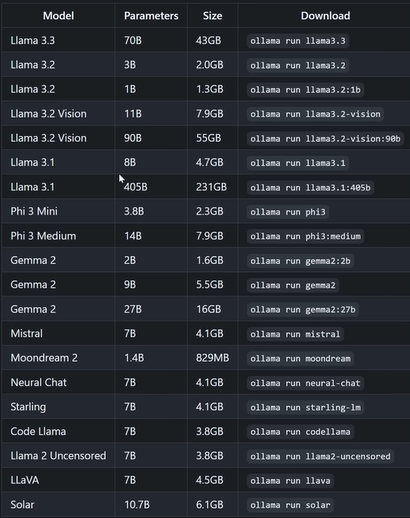 Model Parameters Size Download
Llama 3.3 70B 43GB ollama run llama3.3
Llama 3.2 3B 2.0GB ollama run llama3.2
Llama 3.2 1B 1.3GB ollama run llama3.2:1b
Llama 3.2 Vision 11B 7.9GB ollama run llama3.2-vision
Llama 3.2 Vision 90B 55GB ollama run llama3.2-vision:90b
Llama 3.1 8B 4.7GB ollama run llama3.1
Llama 3.1 405B 231GB ollama run llama3.1:405b
Phi 3 Mini 3.8B 2.3GB ollama run phi3
Phi 3 Medium 14B 7.9GB ollama run phi3:medium
Gemma 2 2B 1.6GB ollama run gemma2:2b
Gemma 2 9B 5.5GB ollama run gemma2
Gemma 2 27B 16GB ollama run gemma2:27b
Mistral 7B 4.1GB ollama run mistral
Moondream 2 1.4B 829MB ollama run moondream
Neural Chat 7B 4.1GB ollama run neural-chat
Starling 7B 4.1GB ollama run starling-lm
Code Llama 7B 3.8GB ollama run codellama
Llama 2 Uncensored 7B 3.8GB ollama run llama2-uncensored
LLaVA 7B 4.5GB ollama run llava
Solar 10.7B 6.1GB ollama run solar